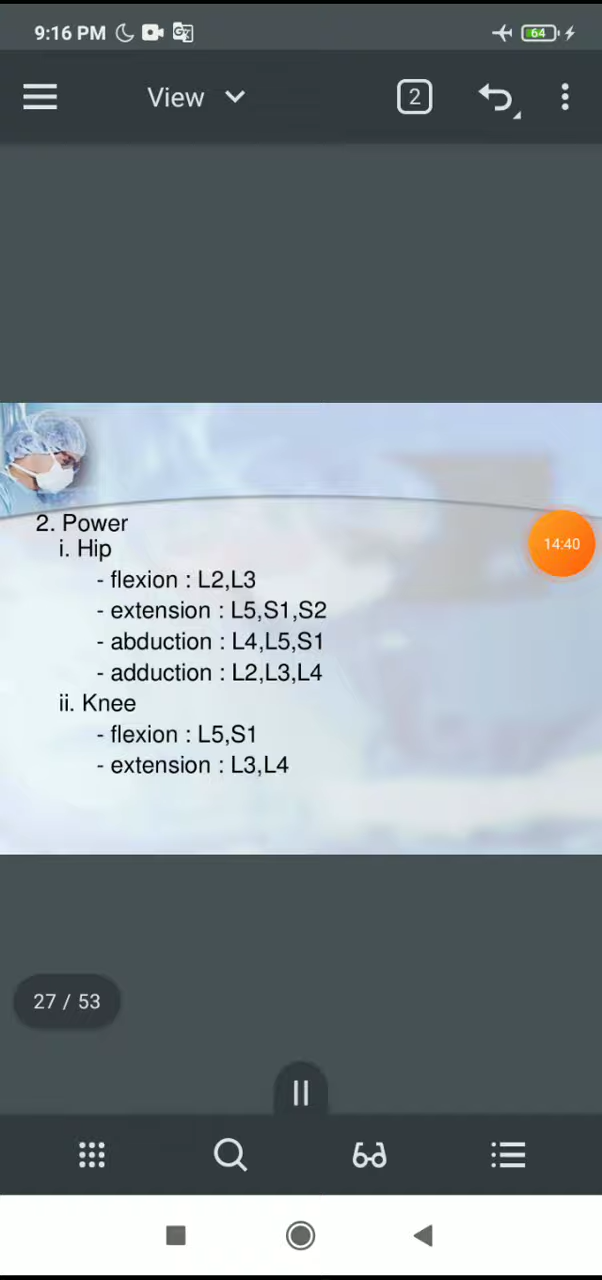 9:16 PM 64
View 2
2. Power
i. Hip
- flexion : L2,L3
- extension : L5,S1,S2
- abduction : L4,L5,S1
- adduction : L2,L3,L4
ii. Knee
- flexion : L5,S1
- extension : L3,L4
14:40
27 / 53